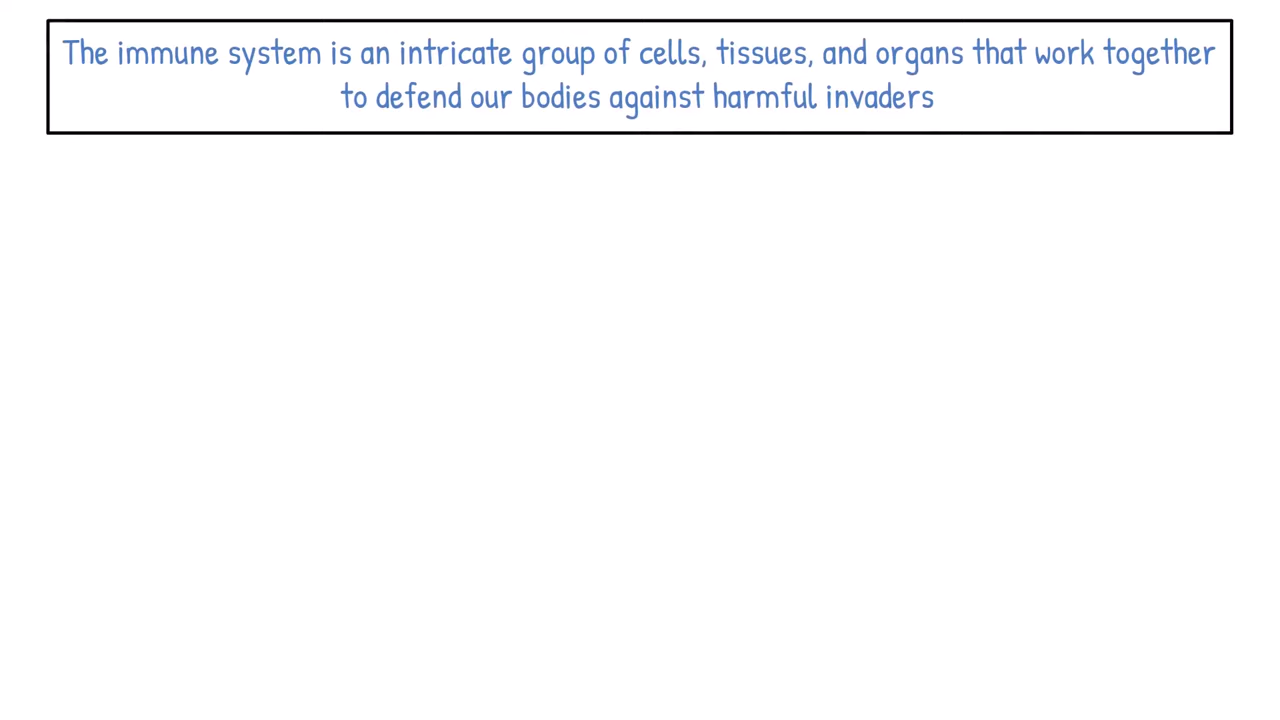 The immune system is an intricate group of cells, tissues, and organs that work together
to defend our bodies against harmful invaders